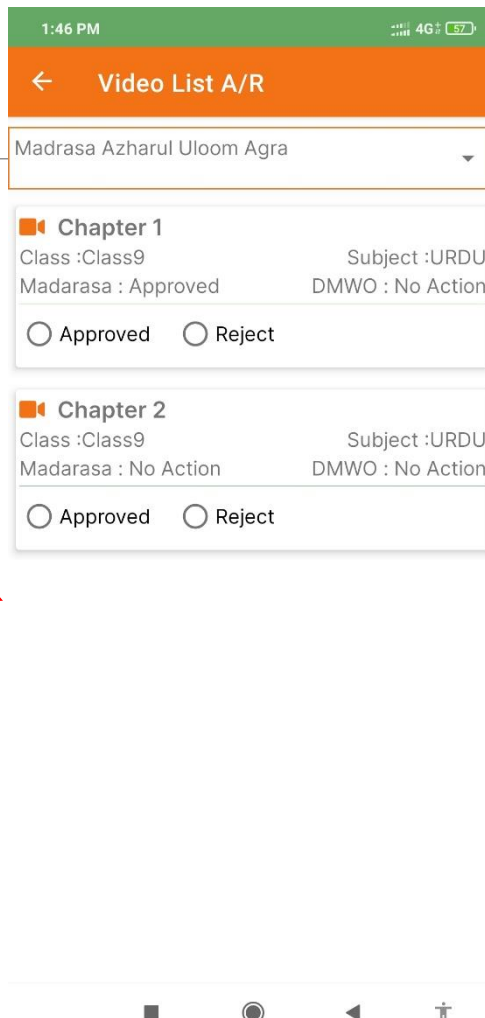 1:46 PM 4G+ 57
Video List A/R
Madrasa Azharul Uloom Agra
Chapter 1
Class :Class9 Subject :URDU
Madarasa : Approved DMWO : No Action
Approved Reject
Chapter 2
Class :Class9 Subject :URDU
Madarasa : No Action DMWO : No Action
Approved Reject